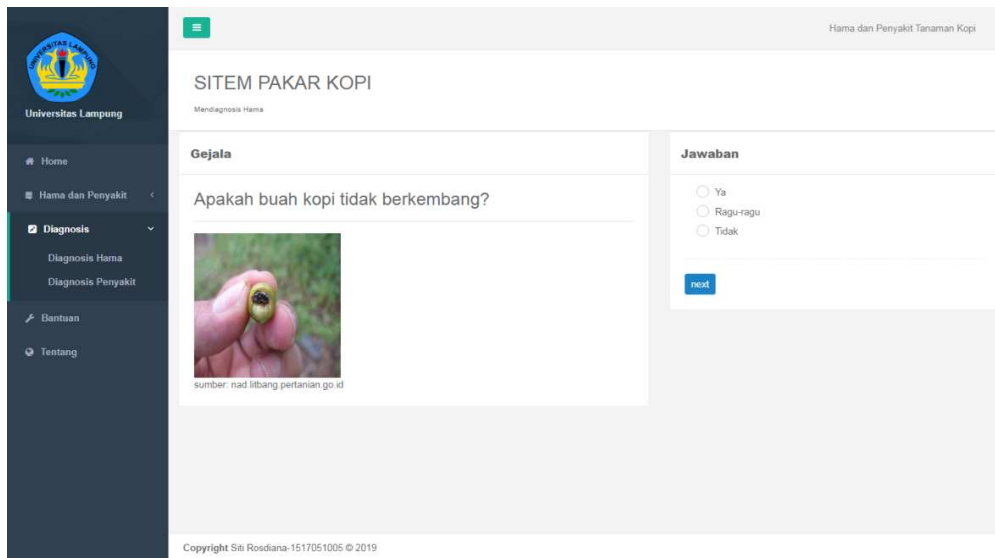 UNIVERSITAS LAMPUNG
Universitas Lampung
Home
Hama dan Penyakit
Diagnosis
Diagnosis Hama
Diagnosis Penyakit
Bantuan
Tentang
Hama dan Penyakit Tanaman Kopi
SITEM PAKAR KOPI
Mendiagnosis Hama
Gejala
Apakah buah kopi tidak berkembang?
sumber: nad.litbang.pertanian.go.id
Jawaban
Ya
Ragu-ragu
Tidak
next
Copyright Siti Rosdiana-1517051005 © 2019